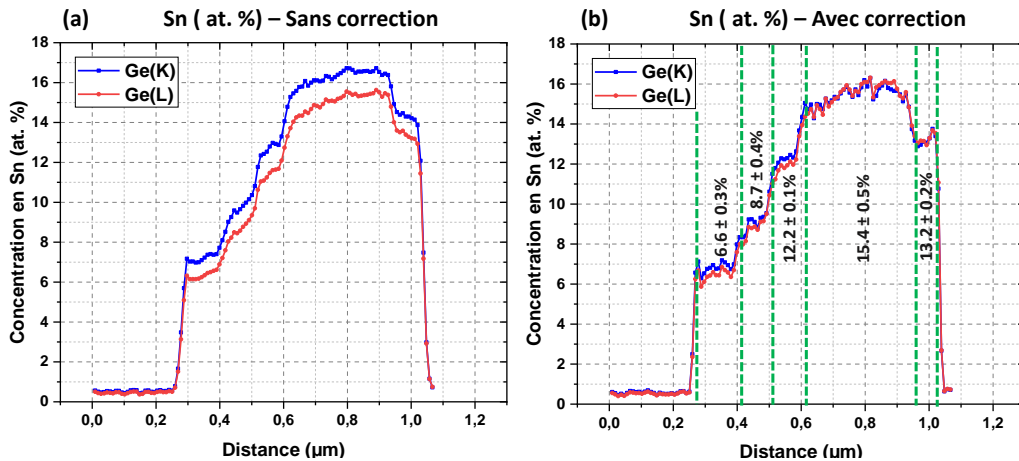 (a) Sn ( at. %) – Sans correction
Concentration en Sn (at. %)
18
16
14
12
10
8
6
4
2
0
Ge(K)
Ge(L)
0,0 0,2 0,4 0,6 0,8 1,0 1,2
Distance (µm)
(b) Sn ( at. %) – Avec correction
Concentration en Sn (at. %)
18
16
14
12
10
8
6
4
2
0
Ge(K)
Ge(L)
6.6 ± 0.3%
8.7 ± 0.4%
12.2 ± 0.1%
15.4 ± 0.5%
13.2 ± 0.2%
0,0 0,2 0,4 0,6 0,8 1,0 1,2
Distance (µm)